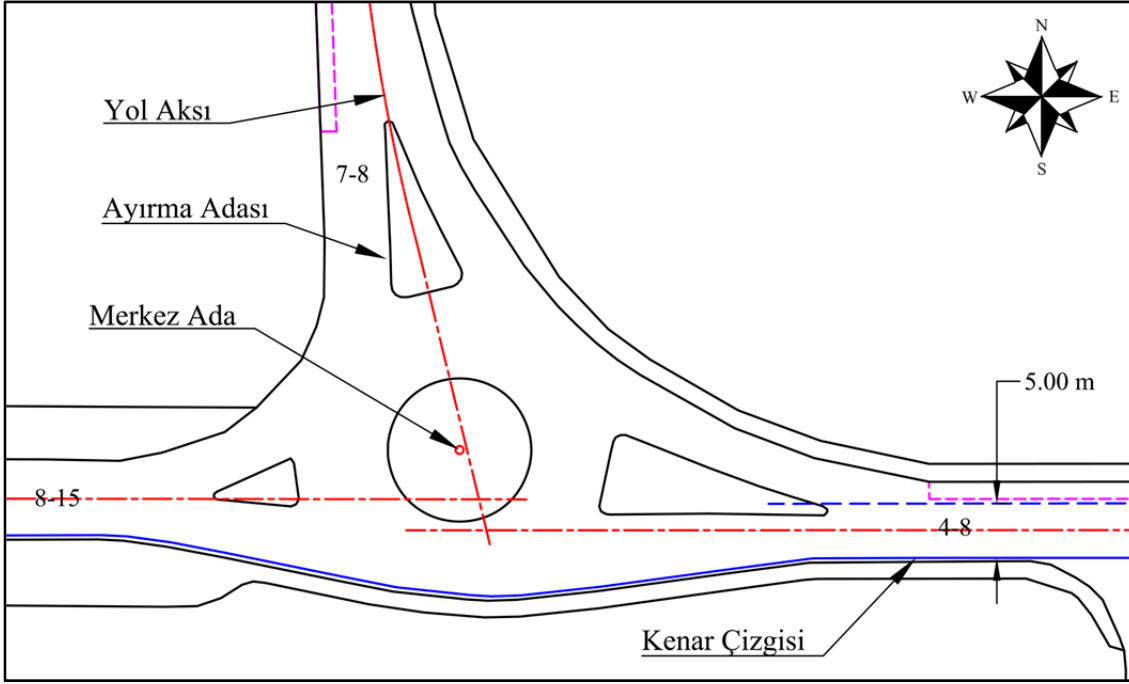 N
Yol Aksı
W
E
S
7-8
Ayırma Adası
Merkez Ada
5.00 m
8-15
4-8
Kenar Çizgisi